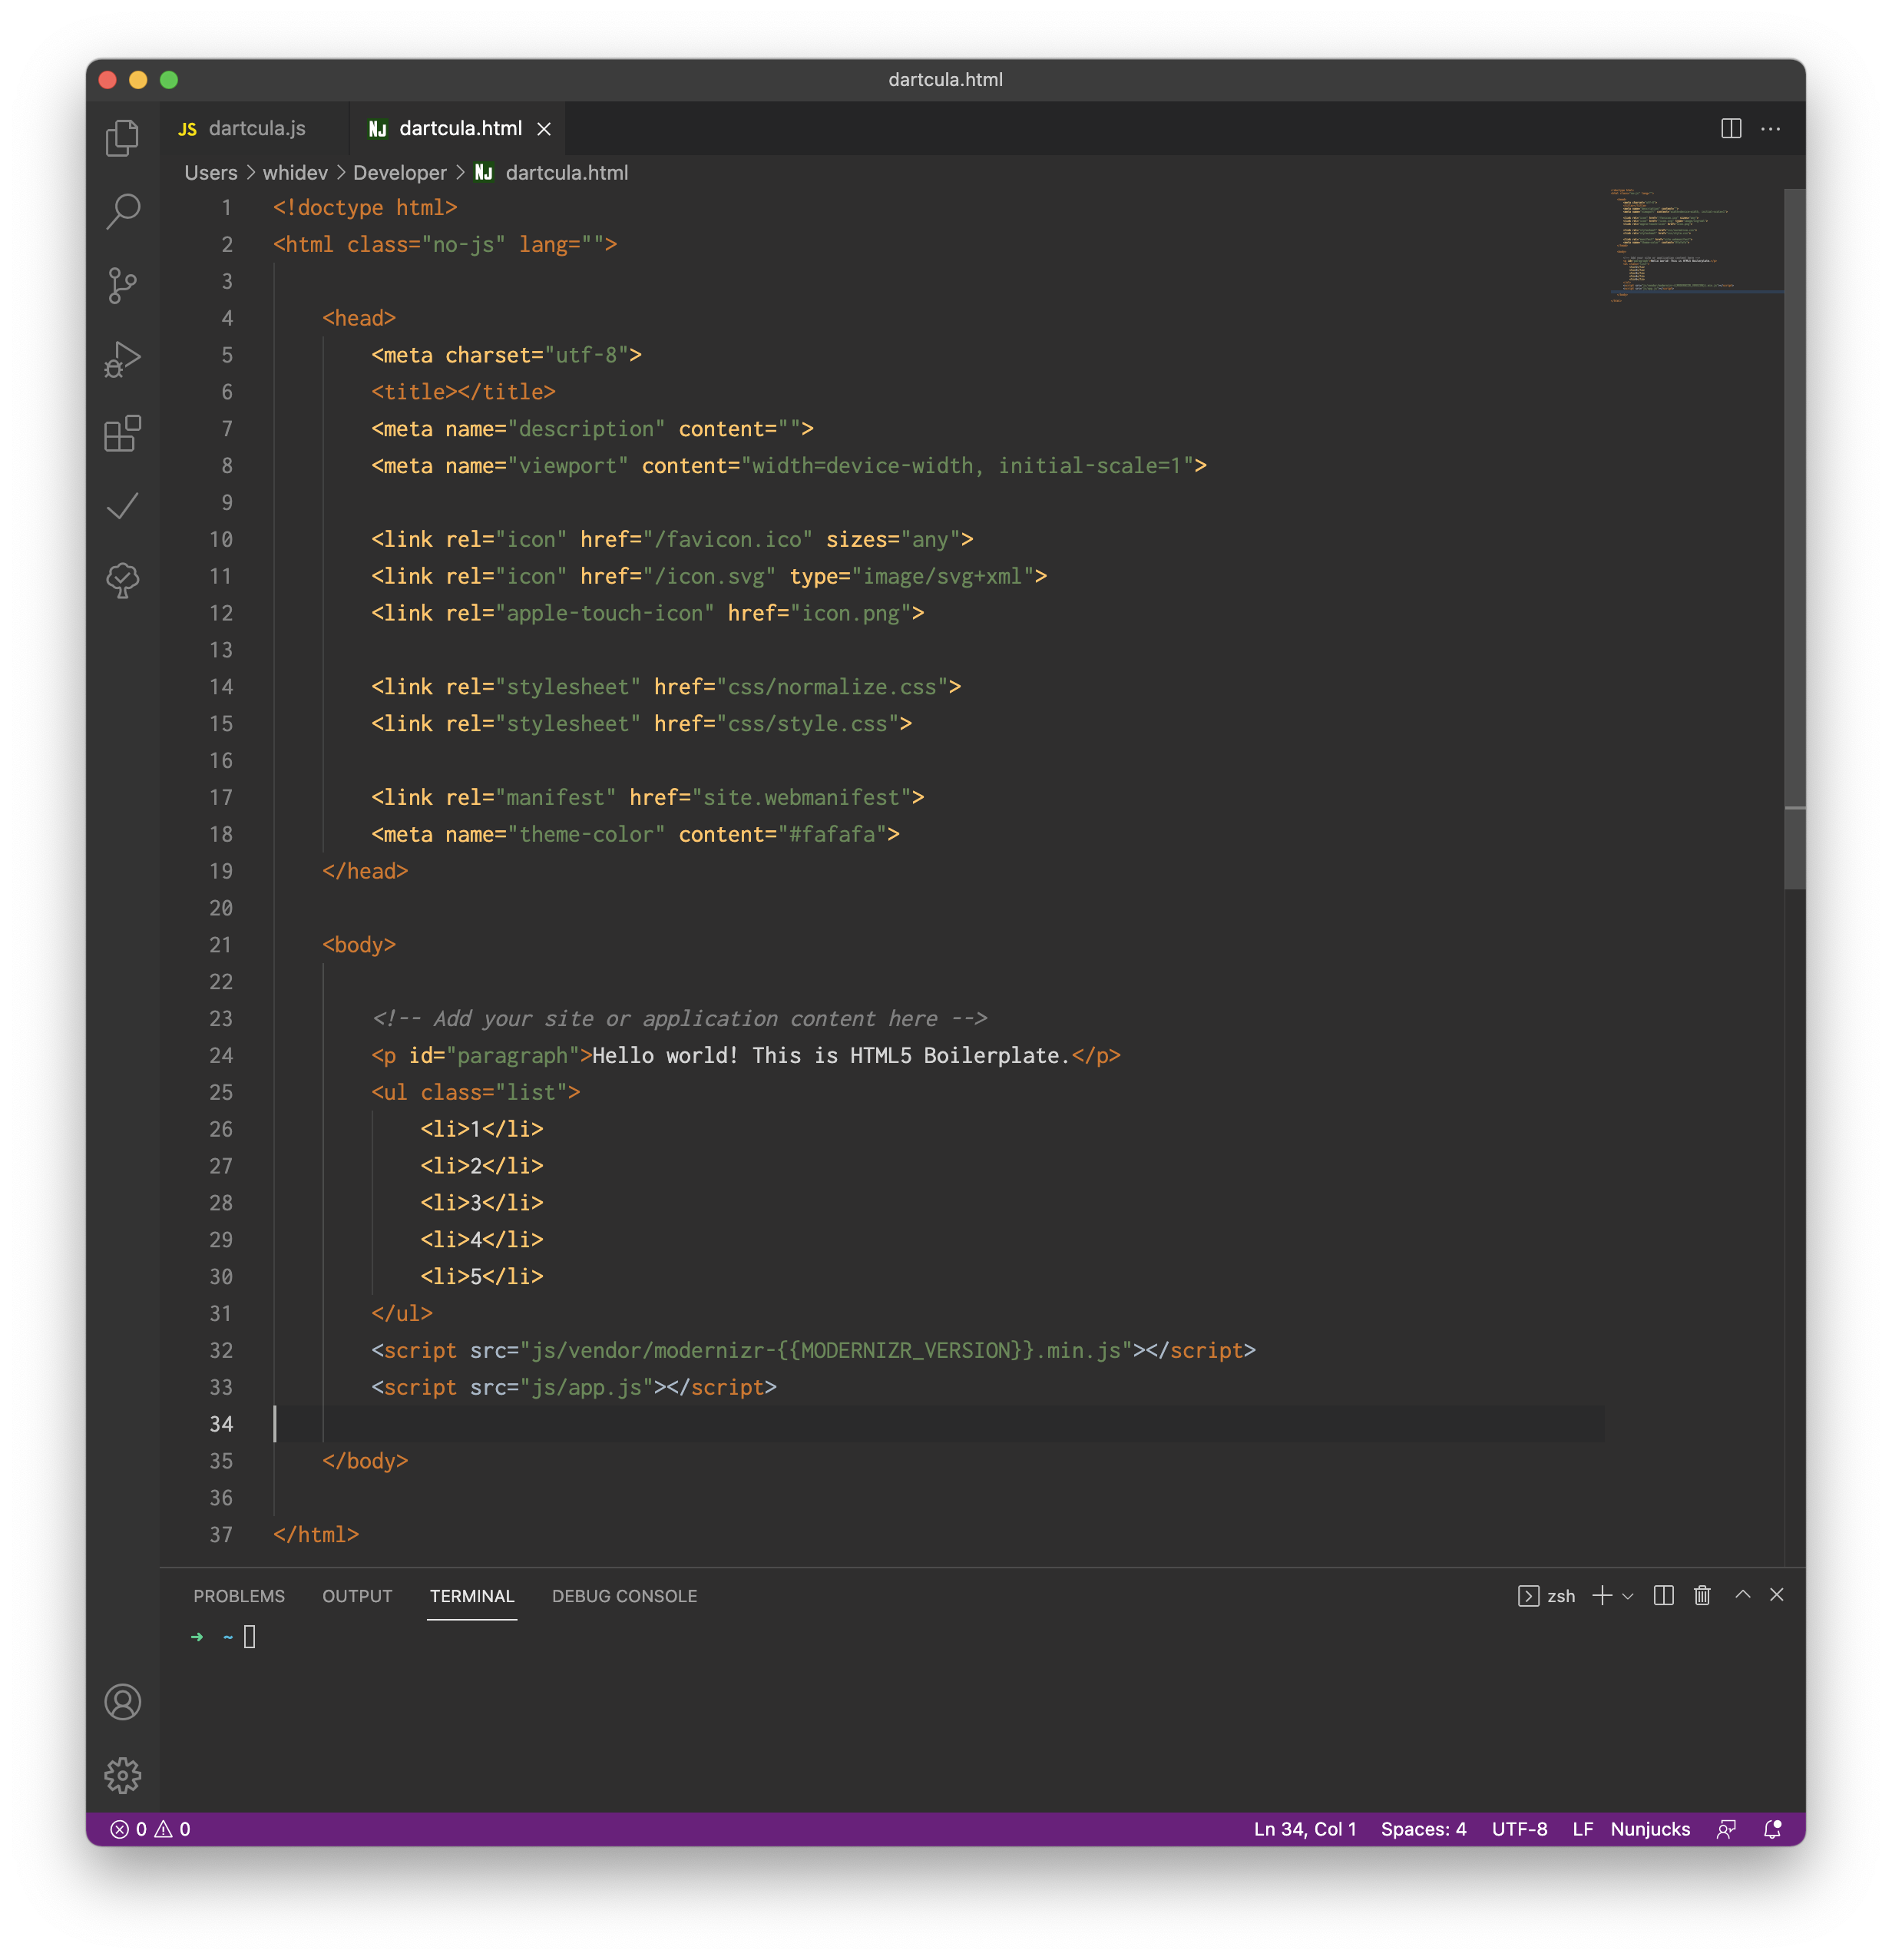 dartcula.html
JS dartcula.js NJ dartcula.html
Users > whidev > Developer > NJ dartcula.html
1 <!doctype html>
2 <html class="no-js" lang="">
3
4 <head>
5 <meta charset="utf-8">
6 <title></title>
7 <meta name="description" content="">
8 <meta name="viewport" content="width=device-width, initial-scale=1">
9
10 <link rel="icon" href="/favicon.ico" sizes="any">
11 <link rel="icon" href="/icon.svg" type="image/svg+xml">
12 <link rel="apple-touch-icon" href="icon.png">
13
14 <link rel="stylesheet" href="css/normalize.css">
15 <link rel="stylesheet" href="css/style.css">
16
17 <link rel="manifest" href="site.webmanifest">
18 <meta name="theme-color" content="#fafafa">
19 </head>
20
21 <body>
22
23 <!-- Add your site or application content here -->
24 <p id="paragraph">Hello world! This is HTML5 Boilerplate.</p>
25 <ul class="list">
26 <li>1</li>
27 <li>2</li>
28 <li>3</li>
29 <li>4</li>
30 <li>5</li>
31 </ul>
32 <script src="js/vendor/modernizr-{{MODERNIZR_VERSION}}.min.js"></script>
33 <script src="js/app.js"></script>
34
35 </body>
36
37 </html>
PROBLEMS OUTPUT TERMINAL DEBUG CONSOLE zsh
→ ~
0 0 Ln 34, Col 1 Spaces: 4 UTF-8 LF Nunjucks